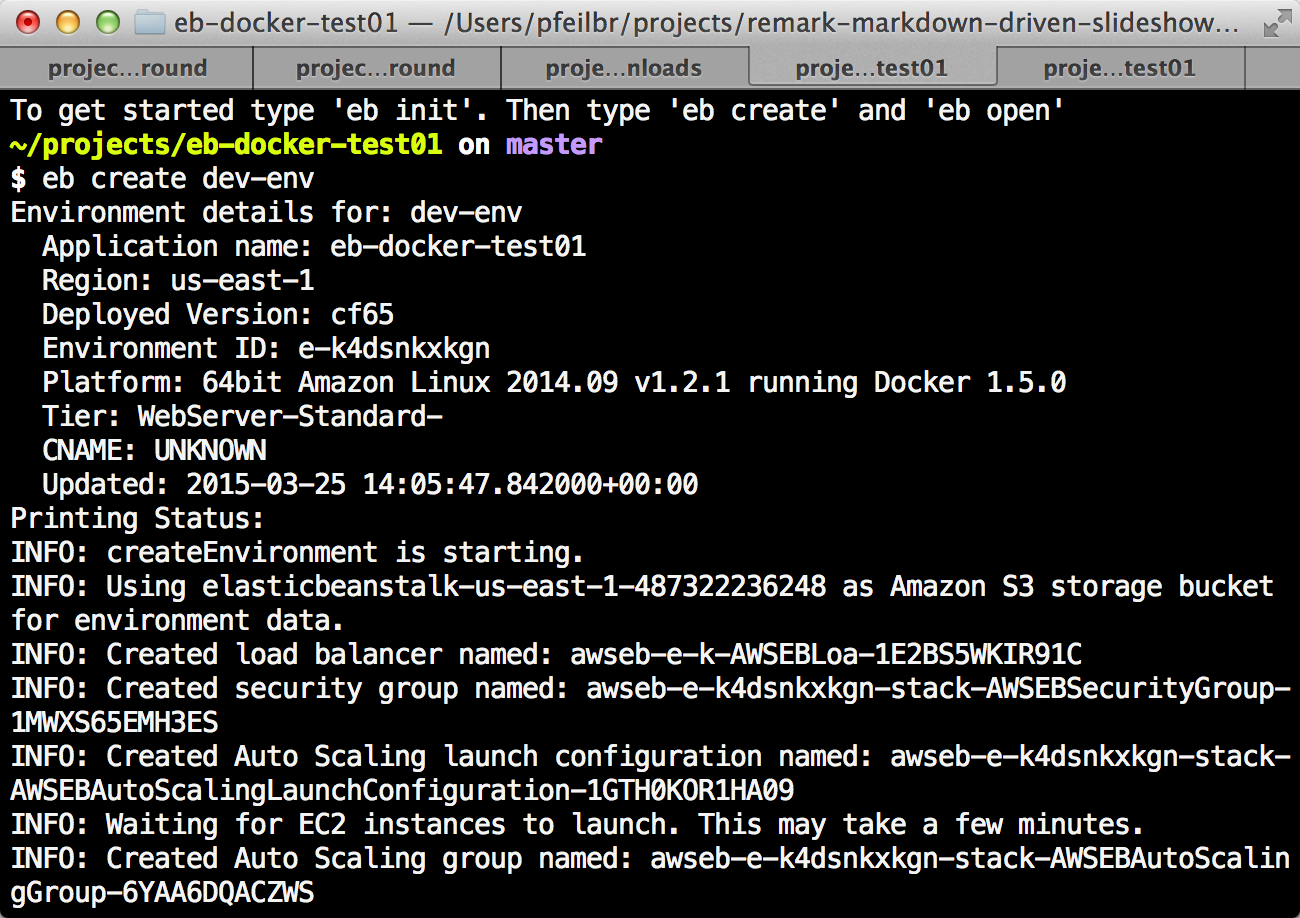 eb-docker-test01 — /Users/pfeilbr/projects/remark-markdown-driven-slideshow...
projec...round projec...round proje...nloads proje...test01 proje...test01
To get started type 'eb init'. Then type 'eb create' and 'eb open'
~/projects/eb-docker-test01 on master
$ eb create dev-env
Environment details for: dev-env
  Application name: eb-docker-test01
  Region: us-east-1
  Deployed Version: cf65
  Environment ID: e-k4dsnkxkgn
  Platform: 64bit Amazon Linux 2014.09 v1.2.1 running Docker 1.5.0
  Tier: WebServer-Standard-
  CNAME: UNKNOWN
  Updated: 2015-03-25 14:05:47.842000+00:00
Printing Status:
INFO: createEnvironment is starting.
INFO: Using elasticbeanstalk-us-east-1-487322236248 as Amazon S3 storage bucket
for environment data.
INFO: Created load balancer named: awseb-e-k-AWSEBLoa-1E2BS5WKIR91C
INFO: Created security group named: awseb-e-k4dsnkxkgn-stack-AWSEBSecurityGroup-
1MWXS65EMH3ES
INFO: Created Auto Scaling launch configuration named: awseb-e-k4dsnkxkgn-stack-
AWSEBAutoScalingLaunchConfiguration-1GTH0KOR1HA09
INFO: Waiting for EC2 instances to launch. This may take a few minutes.
INFO: Created Auto Scaling group named: awseb-e-k4dsnkxkgn-stack-AWSEBAutoScalin
gGroup-6YAA6DQACZWS